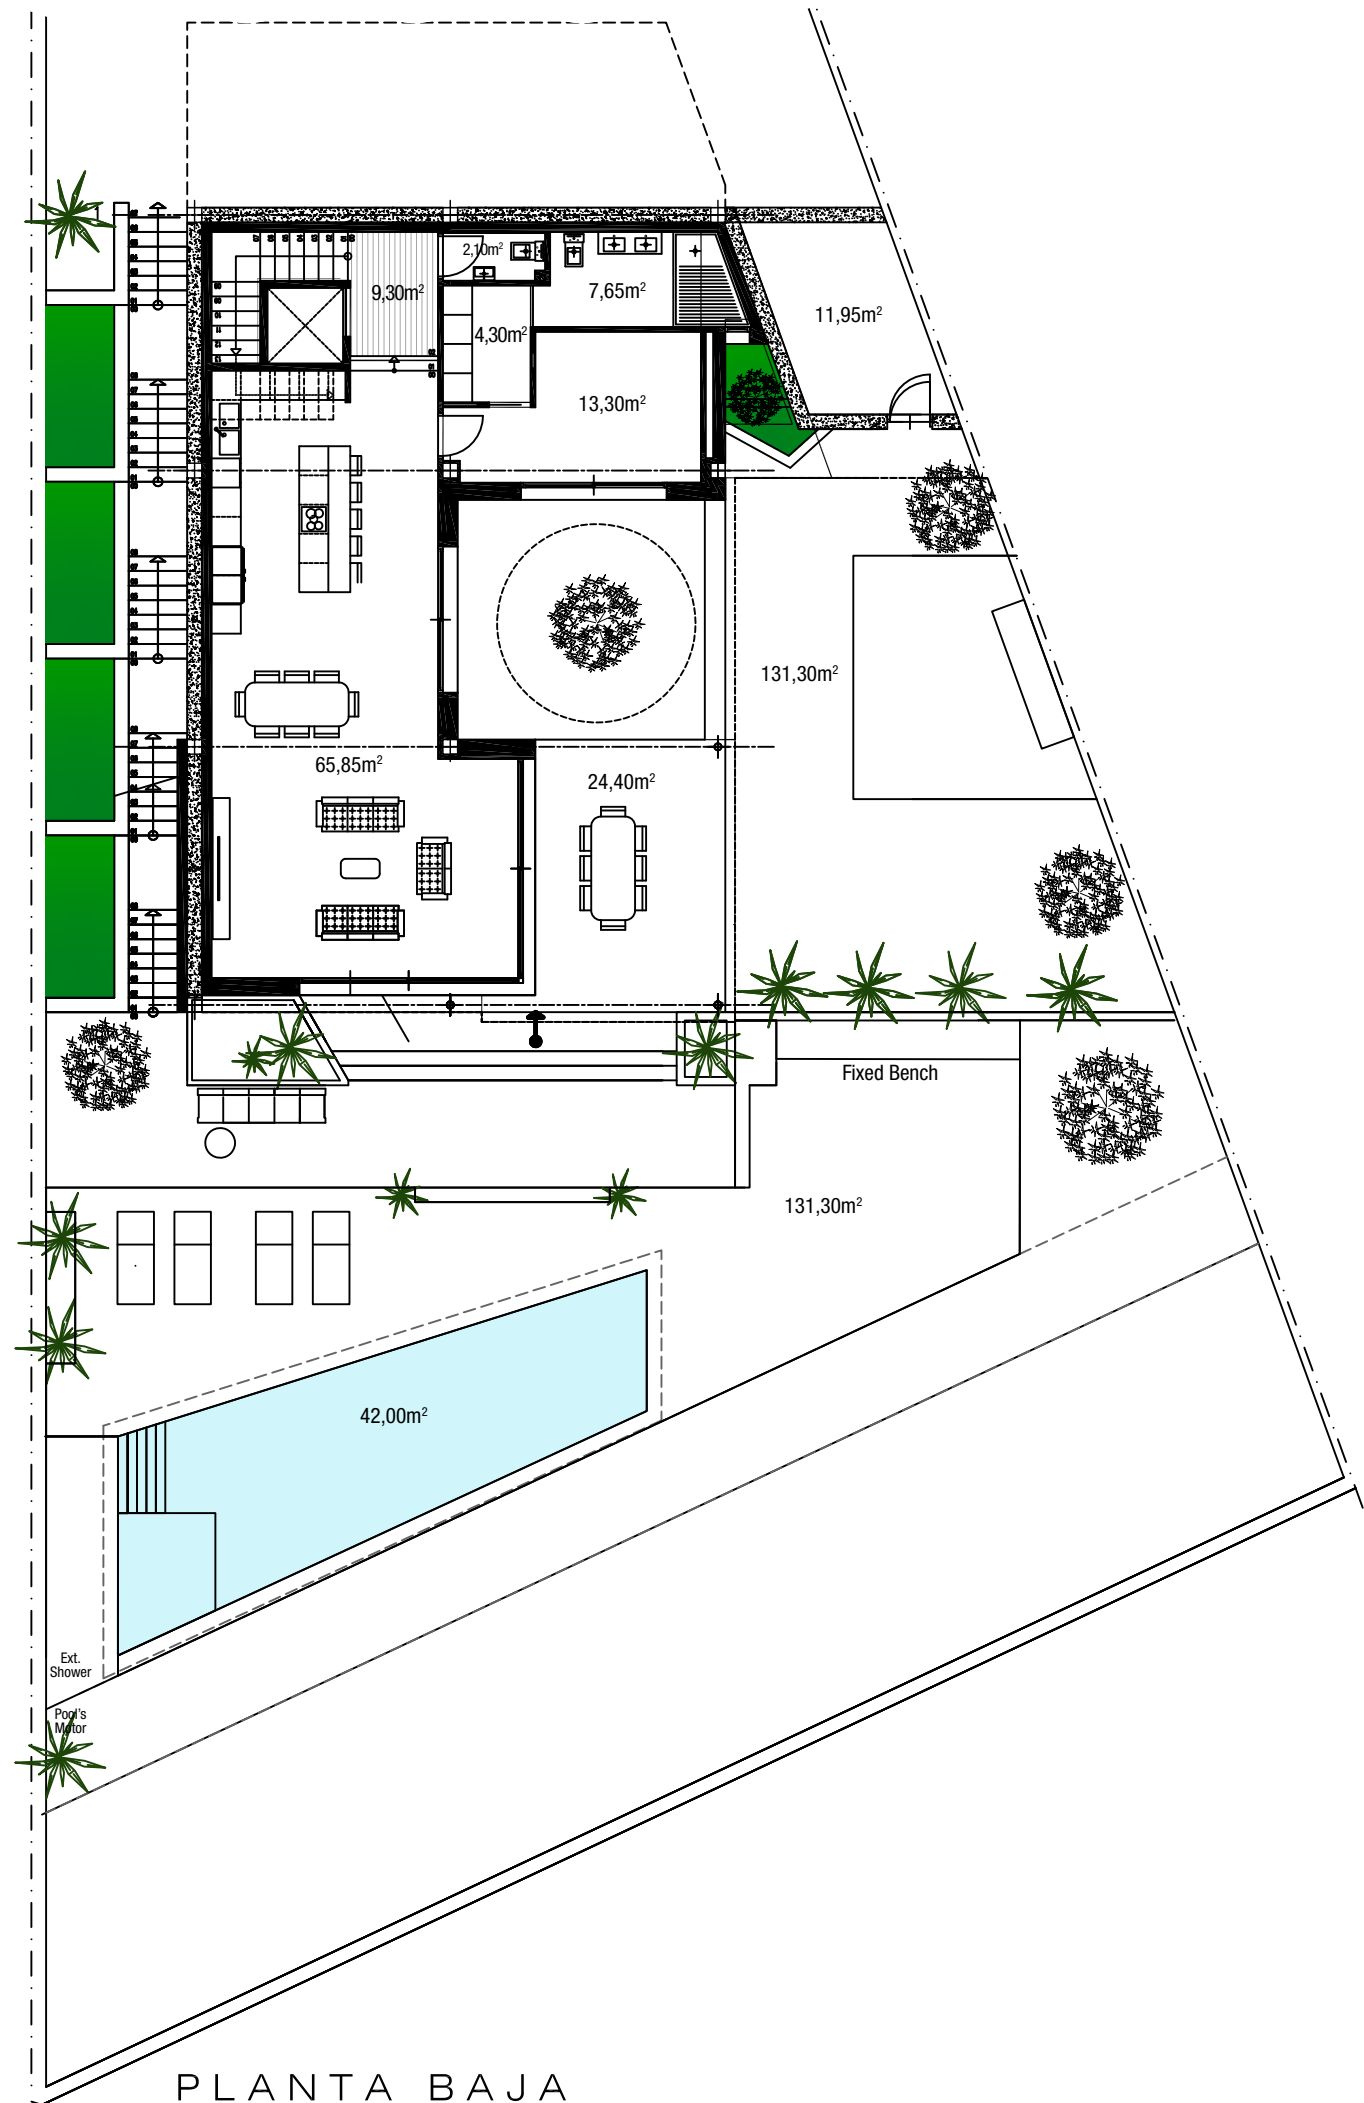 2,10m²
9,30m²
7,65m²
4,30m²
11,95m²
13,30m²
131,30m²
65,85m²
24,40m²
Fixed Bench
131,30m²
42,00m²
Ext.
Shower
Pool's
Motor
PLANTA BAJA